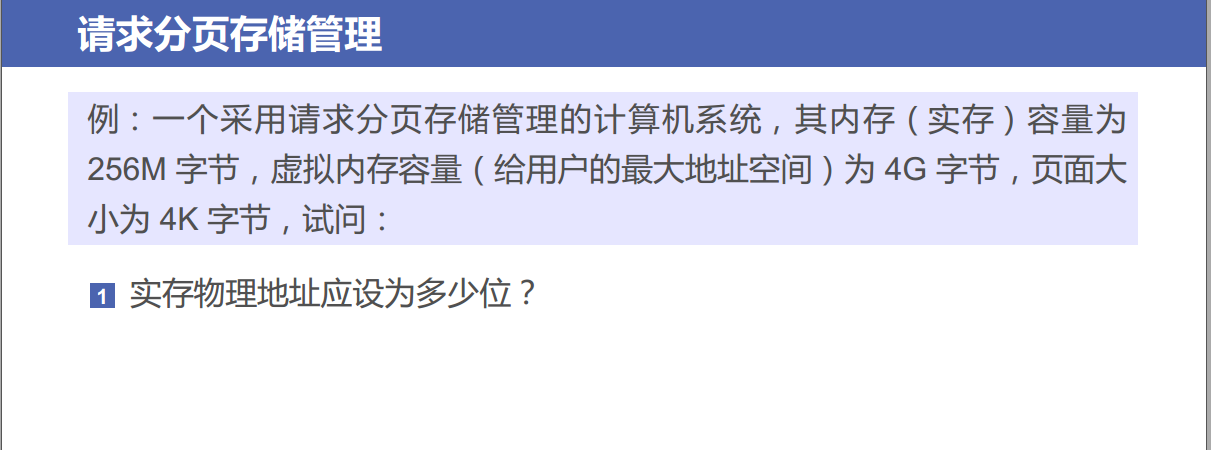 请求分页存储管理
例：一个采用请求分页存储管理的计算机系统，其内存（实存）容量为
256M 字节，虚拟内存容量（给用户的最大地址空间）为 4G 字节，页面大
小为 4K 字节，试问：
1 实存物理地址应设为多少位？